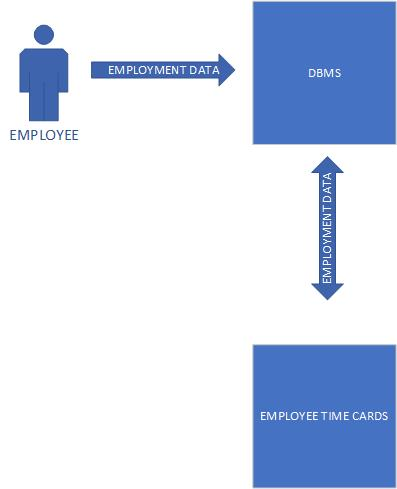 EMPLOYMENT DATA
DBMS
EMPLOYEE
EMPLOYMENT DATA
EMPLOYEE TIME CARDS